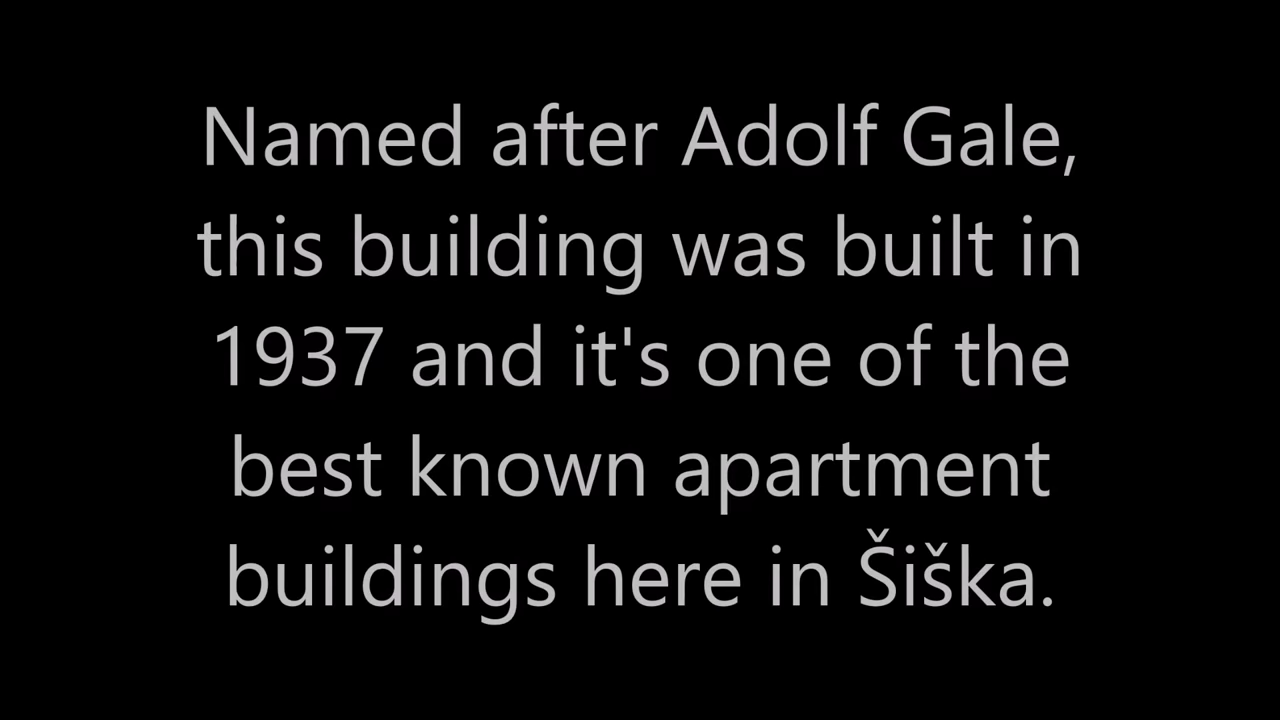 Named after Adolf Gale,
this building was built in
1937 and it's one of the
best known apartment
buildings here in Šiška.